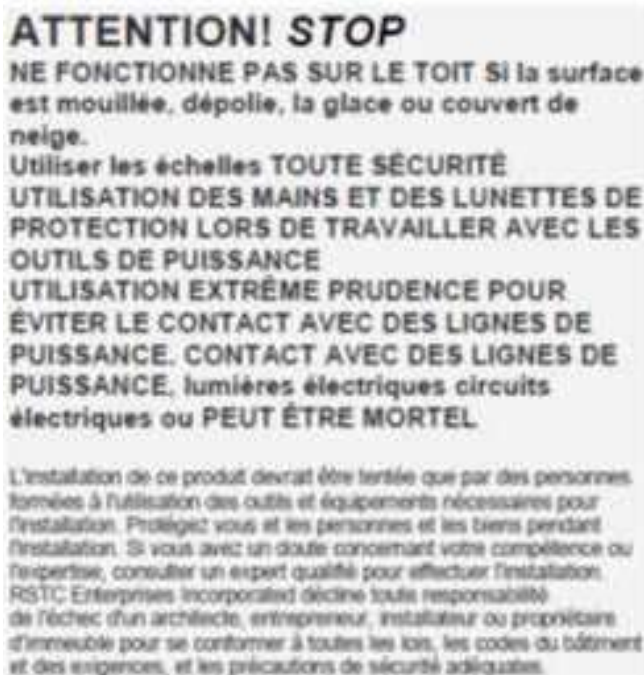 ATTENTION! STOP
NE FONCTIONNE PAS SUR LE TOIT Si la surface
est mouillée, dépolie, la glace ou couvert de
neige.
Utiliser les échelles TOUTE SÉCURITÉ
UTILISATION DES MAINS ET DES LUNETTES DE
PROTECTION LORS DE TRAVAILLER AVEC LES
OUTILS DE PUISSANCE
UTILISATION EXTRÊME PRUDENCE POUR
ÉVITER LE CONTACT AVEC DES LIGNES DE
PUISSANCE. CONTACT AVEC DES LIGNES DE
PUISSANCE, lumières électriques circuits
électriques ou PEUT ÊTRE MORTEL
L'installation de ce produit devrait être tentée que par des personnes
formées à l'utilisation des outils et équipements nécessaires pour
l'installation. Protégez vous et les personnes et les biens pendant
l'installation. Si vous avez un doute concernant votre compétence ou
l'expertise, consulter un expert qualifié pour effectuer l'installation.
RSTC Enterprises Incorporated décline toute responsabilité
de l'échec d'un architecte, entrepreneur, installateur ou propriétaire
d'immeuble pour se conformer à toutes les lois, les codes du bâtiment
et des exigences, et les précautions de sécurité adéquates.